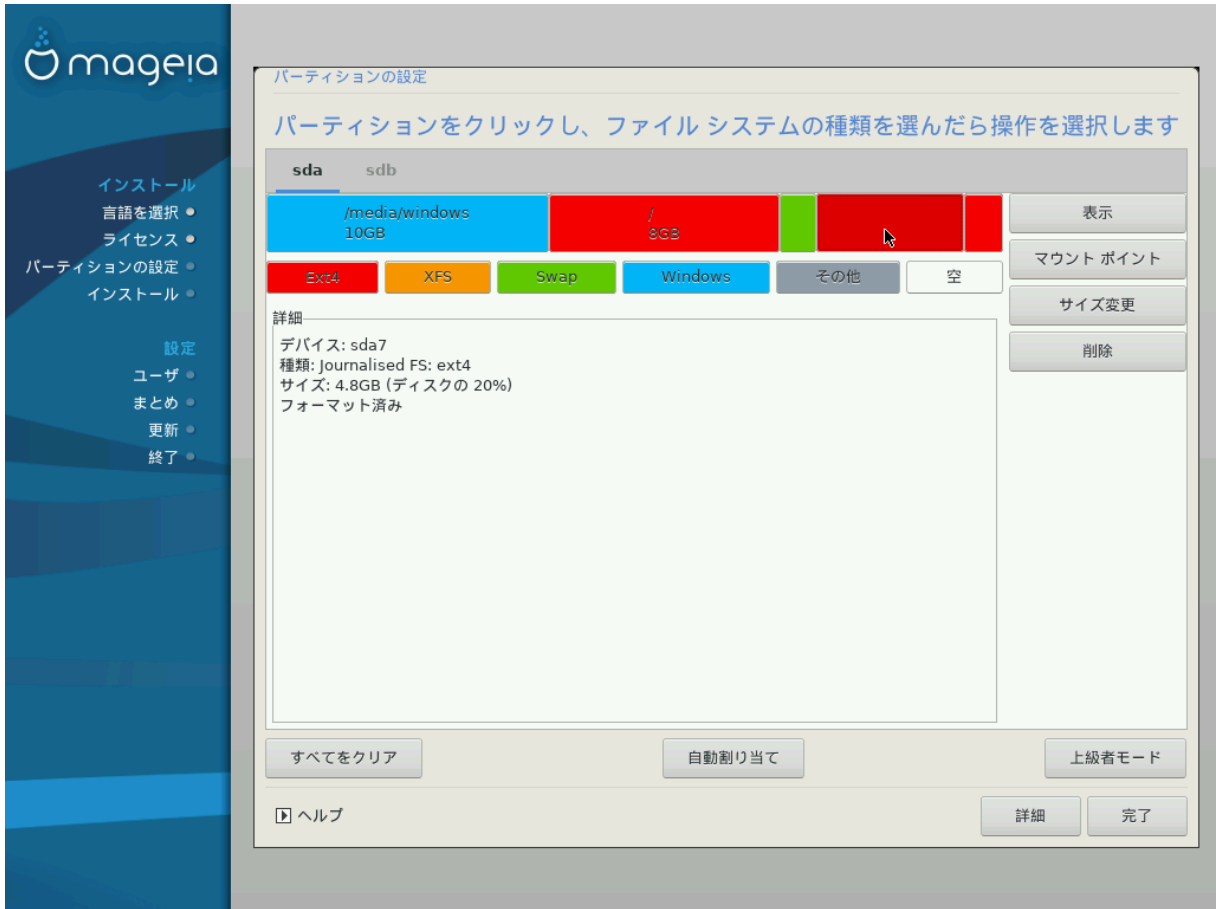 mageia
インストール
言語を選択
ライセンス
パーティションの設定
インストール
設定
ユーザ
まとめ
更新
終了
パーティションの設定
パーティションをクリックし、ファイル システムの種類を選んだら操作を選択します
sda sdb
/media/windows
10GB
/
8GB
Ext4 XFS Swap Windows その他 空
表示
マウント ポイント
サイズ変更
削除
詳細
デバイス: sda7
種類: Journalised FS: ext4
サイズ: 4.8GB (ディスクの 20%)
フォーマット済み
すべてをクリア 自動割り当て 上級者モード
ヘルプ 詳細 完了